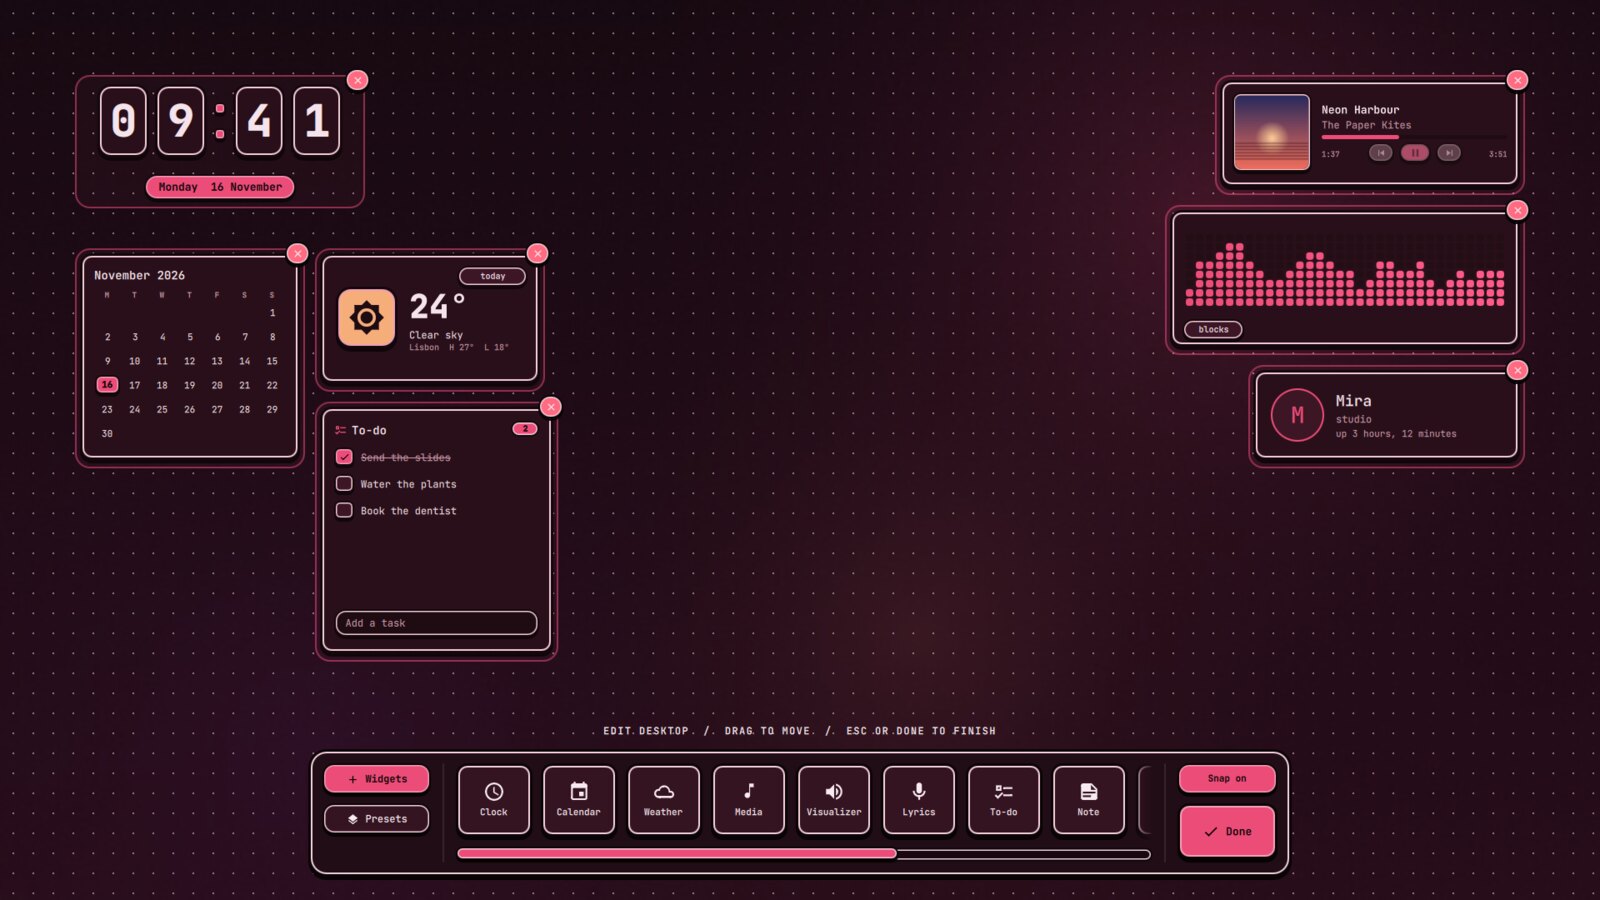 09:41
Monday 16 November
November 2026
M T W T F S S
1
2 3 4 5 6 7 8
9 10 11 12 13 14 15
16 17 18 19 20 21 22
23 24 25 26 27 28 29
30
today
24°
Clear sky
Lisbon H 27° L 18°
To-do 2
Send the slides
Water the plants
Book the dentist
Add a task
Neon Harbour
The Paper Kites
1:37 3:51
blocks
M
Mira
studio
up 3 hours, 12 minutes
EDIT DESKTOP / DRAG TO MOVE / ESC OR DONE TO FINISH
+ Widgets
Presets
Clock
Calendar
Weather
Media
Visualizer
Lyrics
To-do
Note
Snap on
Done